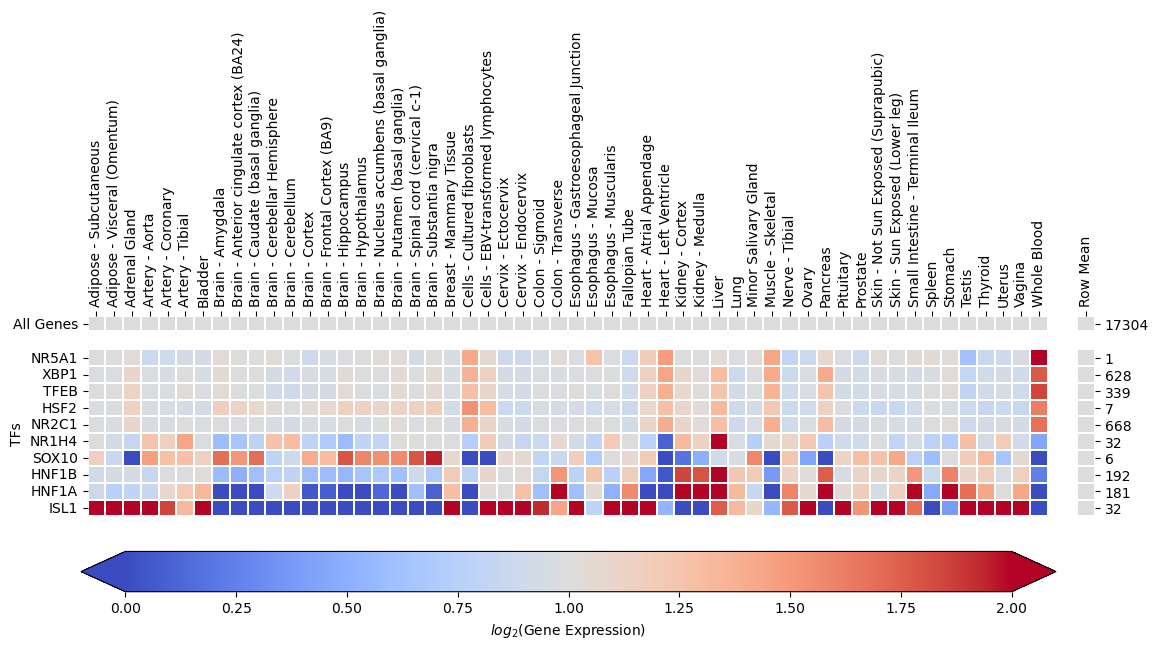 Adipose - Subcutaneous
Adipose - Visceral (Omentum)
Adrenal Gland
Artery - Aorta
Artery - Coronary
Artery - Tibial
Bladder
Brain - Amygdala
Brain - Anterior cingulate cortex (BA24)
Brain - Caudate (basal ganglia)
Brain - Cerebellar Hemisphere
Brain - Cerebellum
Brain - Cortex
Brain - Frontal Cortex (BA9)
Brain - Hippocampus
Brain - Hypothalamus
Brain - Nucleus accumbens (basal ganglia)
Brain - Putamen (basal ganglia)
Brain - Spinal cord (cervical c-1)
Brain - Substantia nigra
Breast - Mammary Tissue
Cells - Cultured fibroblasts
Cells - EBV-transformed lymphocytes
Cervix - Ectocervix
Cervix - Endocervix
Colon - Sigmoid
Colon - Transverse
Esophagus - Gastroesophageal Junction
Esophagus - Mucosa
Esophagus - Muscularis
Fallopian Tube
Heart - Atrial Appendage
Heart - Left Ventricle
Kidney - Cortex
Kidney - Medulla
Liver
Lung
Minor Salivary Gland
Muscle - Skeletal
Nerve - Tibial
Ovary
Pancreas
Pituitary
Prostate
Skin - Not Sun Exposed (Suprapubic)
Skin - Sun Exposed (Lower leg)
Small Intestine - Terminal Ileum
Spleen
Stomach
Testis
Thyroid
Uterus
Vagina
Whole Blood
Row Mean
All Genes 17304
TFs
NR5A1 1
XBP1 628
TFEB 339
HSF2 7
NR2C1 668
NR1H4 32
SOX10 6
HNF1B 192
HNF1A 181
ISL1 32
0.00 0.25 0.50 0.75 1.00 1.25 1.50 1.75 2.00
log2(Gene Expression)